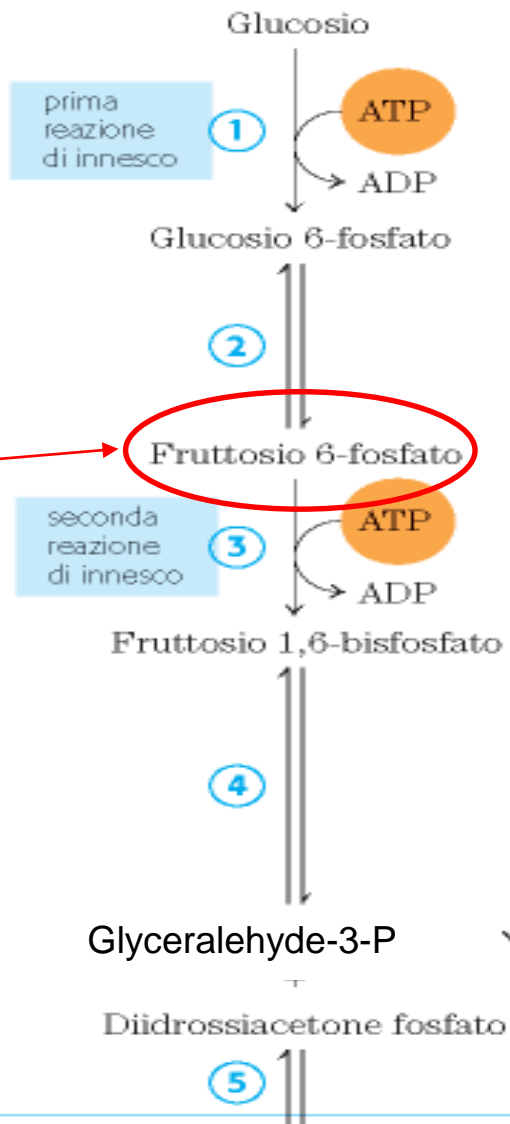 Glucosio
prima
reazione
di innesco
1
ATP
ADP
Glucosio 6-fosfato
2
Fruttosio 6-fosfato
seconda
reazione
di innesco
3
ATP
ADP
Fruttosio 1,6-bisfosfato
4
Glyceralehyde-3-P
+
Diidrossiacetone fosfato
5